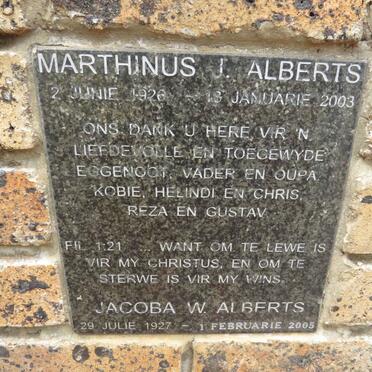 MARTHINUS J. ALBERTS
2 JUNIE 1926 - 13 JANUARIE 2003
ONS DANK U HERE VIR 'N
LIEFDEVOLLE EN TOEGEWYDE
EGGENOOT, VADER EN OUPA
KOBIE, HELINDI EN CHRIS,
REZA EN GUSTAV
FIL 1:21 ... WANT OM TE LEWE IS
VIR MY CHRISTUS, EN OM TE
STERWE IS VIR MY WINS.
JACOBA W. ALBERTS
29 JULIE 1927 - 1 FEBRUARIE 2005